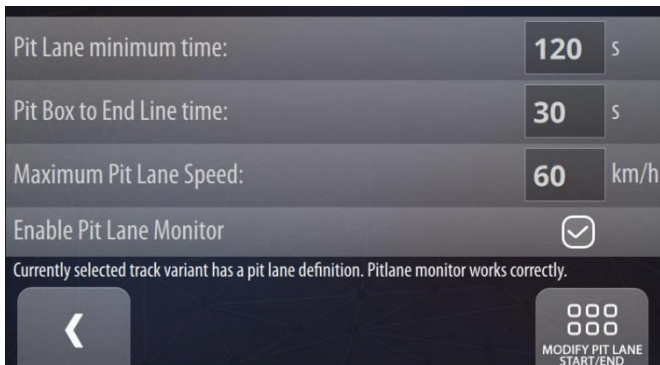 Pit Lane minimum time: 120 s
Pit Box to End Line time: 30 s
Maximum Pit Lane Speed: 60 km/h
Enable Pit Lane Monitor
Currently selected track variant has a pit lane definition. Pitlane monitor works correctly.
MODIFY PIT LANE
START/END